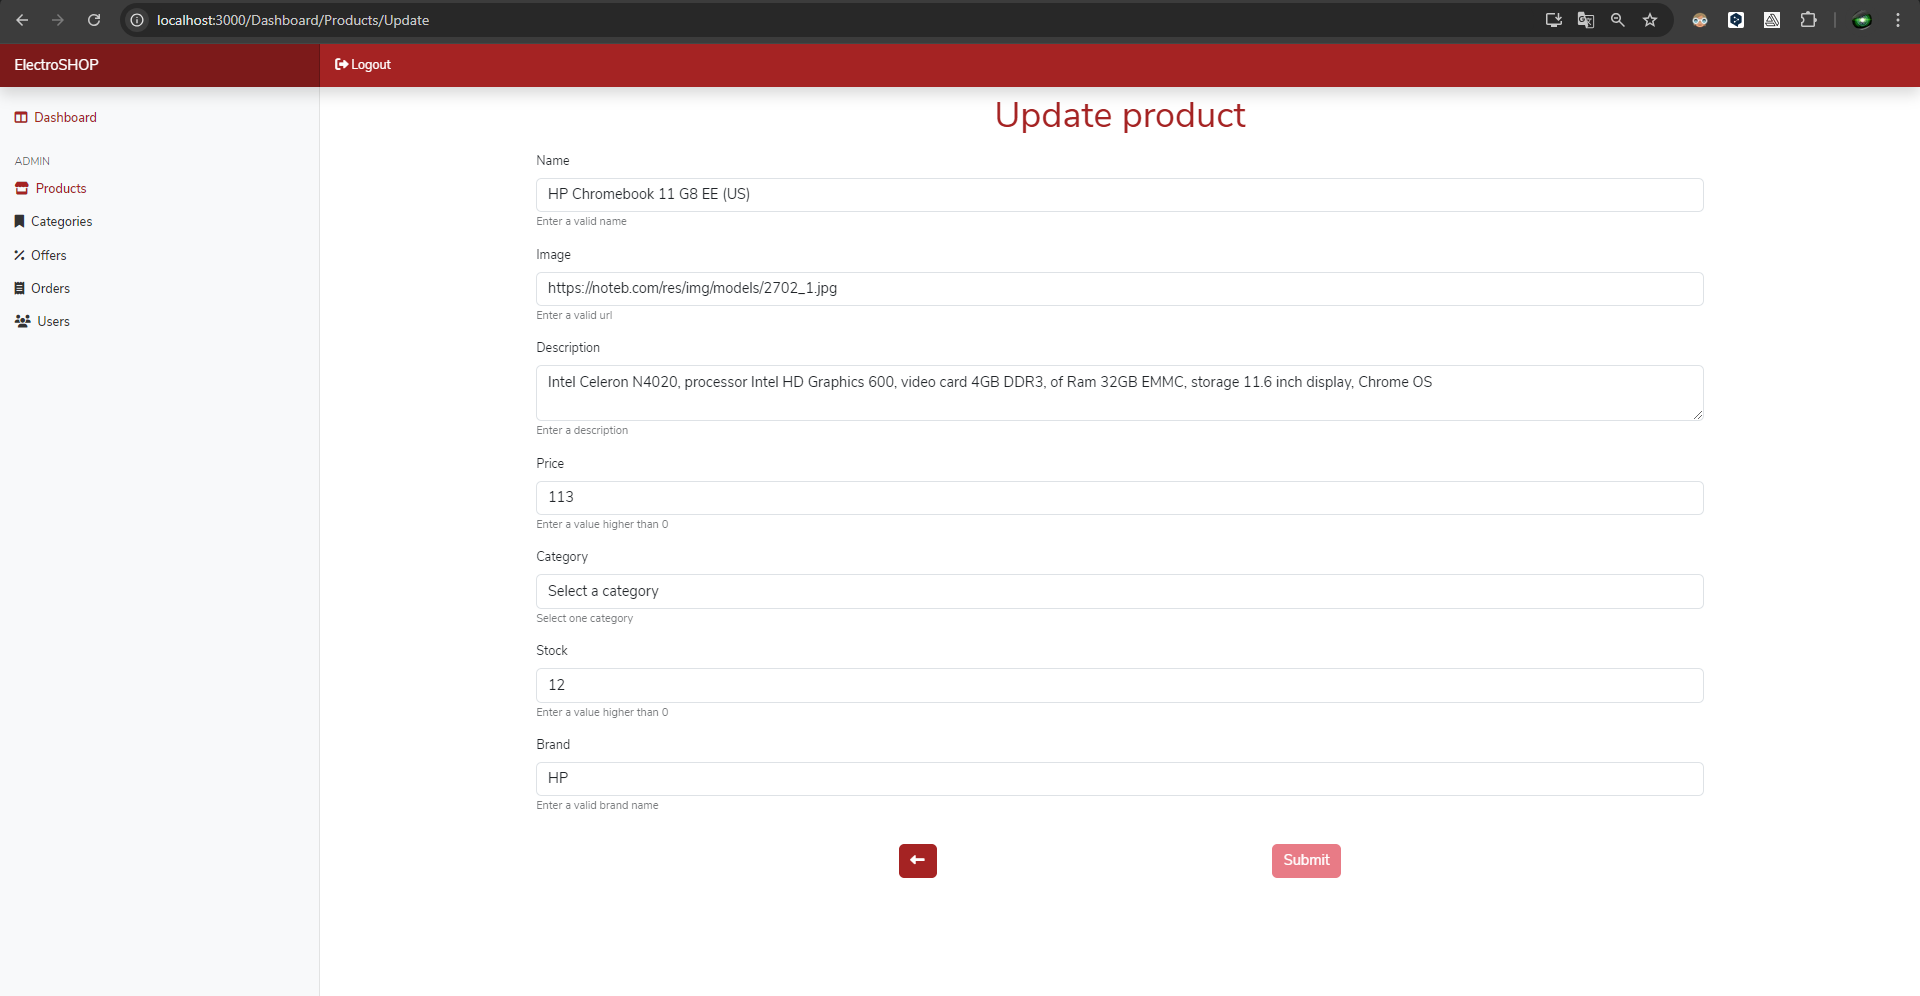 localhost:3000/Dashboard/Products/Update
ElectroSHOP
Logout
Dashboard
ADMIN
Products
Categories
Offers
Orders
Users
Update product
Name
HP Chromebook 11 G8 EE (US)
Enter a valid name
Image
https://noteb.com/res/img/models/2702_1.jpg
Enter a valid url
Description
Intel Celeron N4020, processor Intel HD Graphics 600, video card 4GB DDR3, of Ram 32GB EMMC, storage 11.6 inch display, Chrome OS
Enter a description
Price
113
Enter a value higher than 0
Category
Select a category
Select one category
Stock
12
Enter a value higher than 0
Brand
HP
Enter a valid brand name
Submit